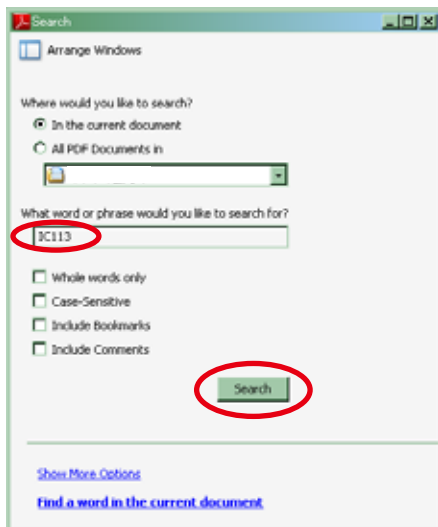 Search
Arrange Windows
Where would you like to search?
In the current document
All PDF Documents in
What word or phrase would you like to search for?
IC113
Whole words only
Case-Sensitive
Include Bookmarks
Include Comments
Search
Show More Options
Find a word in the current document